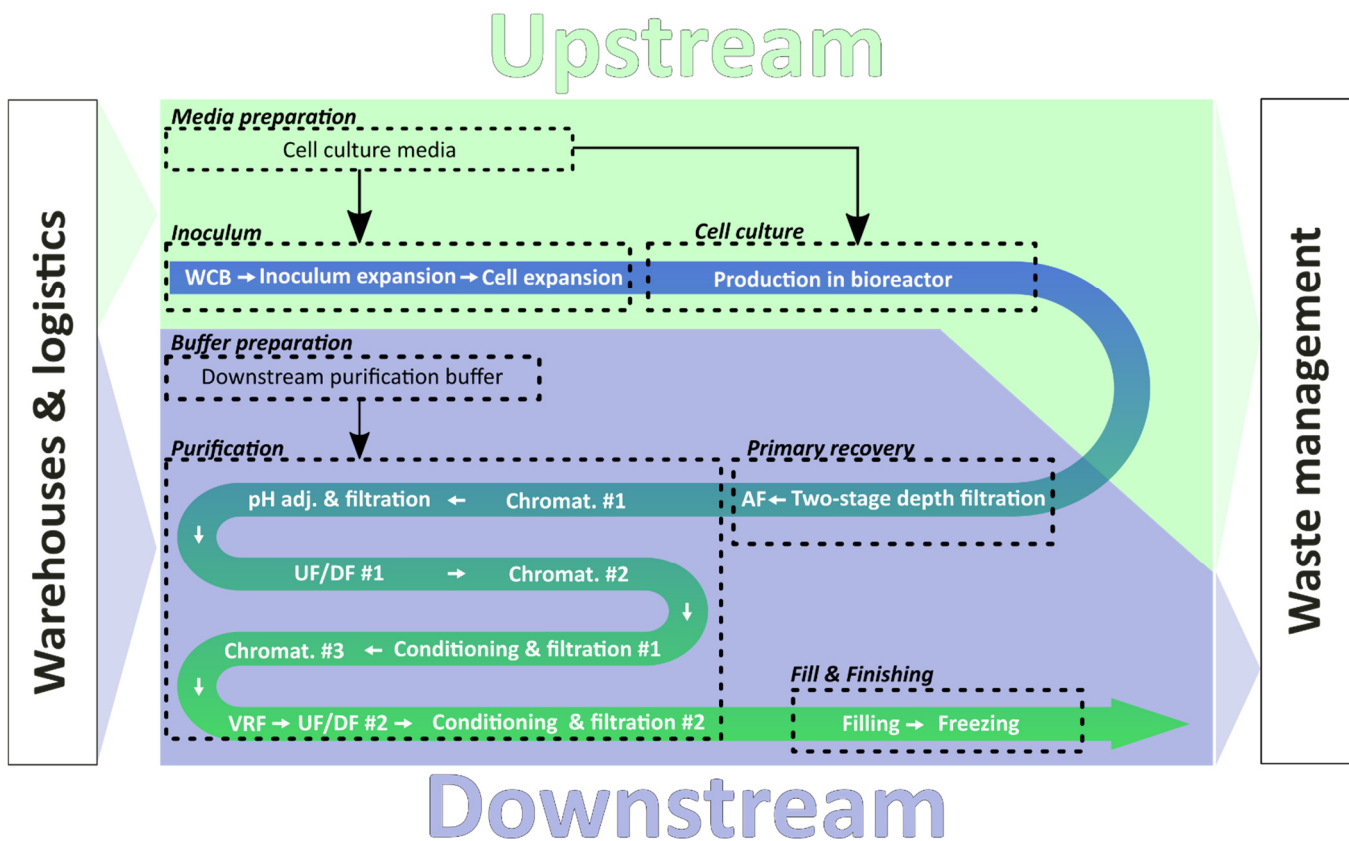 Upstream
Warehouses & logistics
Media preparation
Cell culture media
Inoculum
WCB → Inoculum expansion → Cell expansion
Cell culture
Production in bioreactor
Buffer preparation
Downstream purification buffer
Primary recovery
AF ← Two-stage depth filtration
Purification
pH adj. & filtration ← Chromat. #1
↓
UF/DF #1 → Chromat. #2
↓
Chromat. #3 ← Conditioning & filtration #1
↓
VRF → UF/DF #2 → Conditioning & filtration #2
Fill & Finishing
Filling → Freezing
Waste management
Downstream